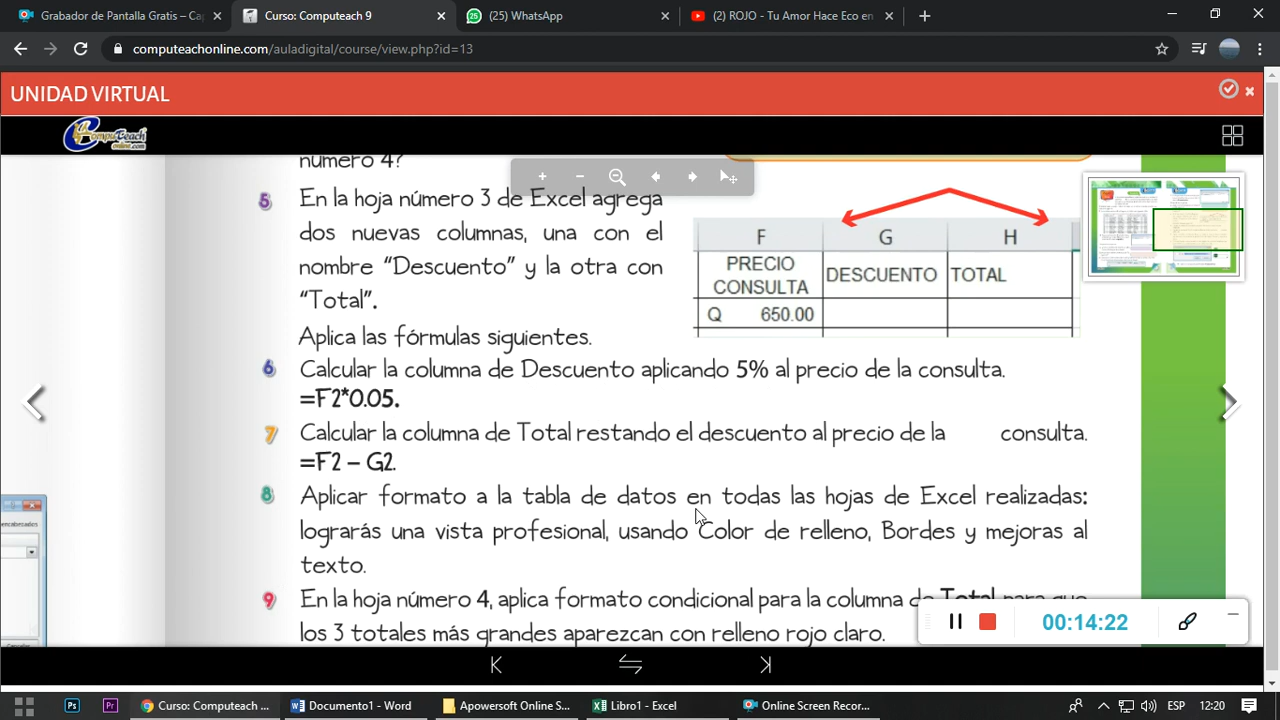 Grabador de Pantalla Gratis – Ca
Curso: Computeach 9
(25) WhatsApp
(2) ROJO - Tu Amor Hace Eco en
computeachonline.com/auladigital/course/view.php?id=13
UNIDAD VIRTUAL
CompuTeach
online.com
número 4?
5 En la hoja número 3 de Excel agrega
dos nuevas columnas, una con el
nombre “Descuento” y la otra con
“Total”.
F G H
PRECIO CONSULTA DESCUENTO TOTAL
Q 650.00
Aplica las fórmulas siguientes.
6 Calcular la columna de Descuento aplicando 5% al precio de la consulta.
=F2*0.05.
7 Calcular la columna de Total restando el descuento al precio de la consulta.
=F2 – G2.
8 Aplicar formato a la tabla de datos en todas las hojas de Excel realizadas:
lograrás una vista profesional, usando Color de relleno, Bordes y mejoras al
texto.
9 En la hoja número 4, aplica formato condicional para la columna de Total para que
los 3 totales más grandes aparezcan con relleno rojo claro.
00:14:22
Ps
Pr
Curso: Computeach ...
Documento1 - Word
Apowersoft Online S...
Libro1 - Excel
Online Screen Recor...
ESP
12:20